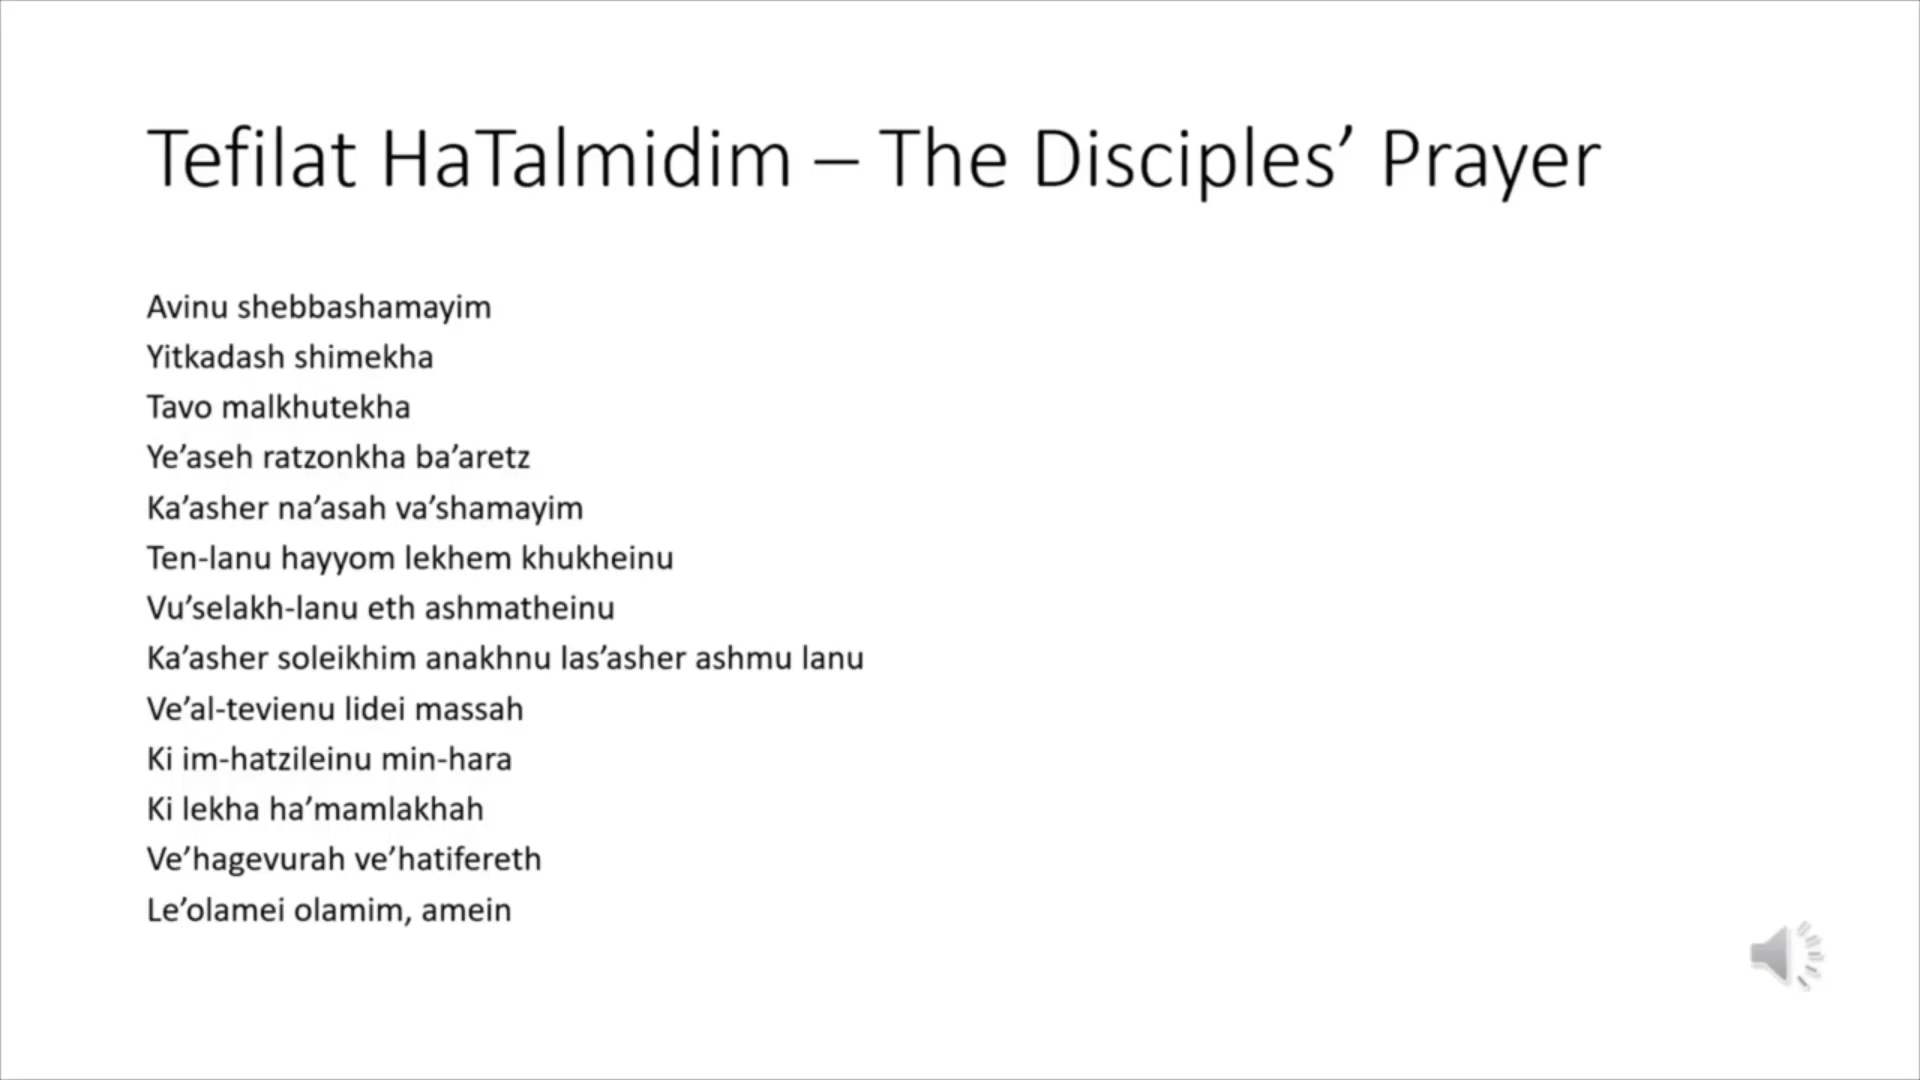 Tefilat HaTalmidim – The Disciples’ Prayer
Avinu shebbashamayim
Yitkadash shimekha
Tavo malkhutekha
Ye’aseh ratzonkha ba’aretz
Ka’asher na’asah va’shamayim
Ten-lanu hayyom lekhem khukheinu
Vu’selakh-lanu eth ashmatheinu
Ka’asher soleikhim anakhnu las’asher ashmu lanu
Ve’al-tevienu lidei massah
Ki im-hatzileinu min-hara
Ki lekha ha’mamlakhah
Ve’hagevurah ve’hatifereth
Le’olamei olamim, amein